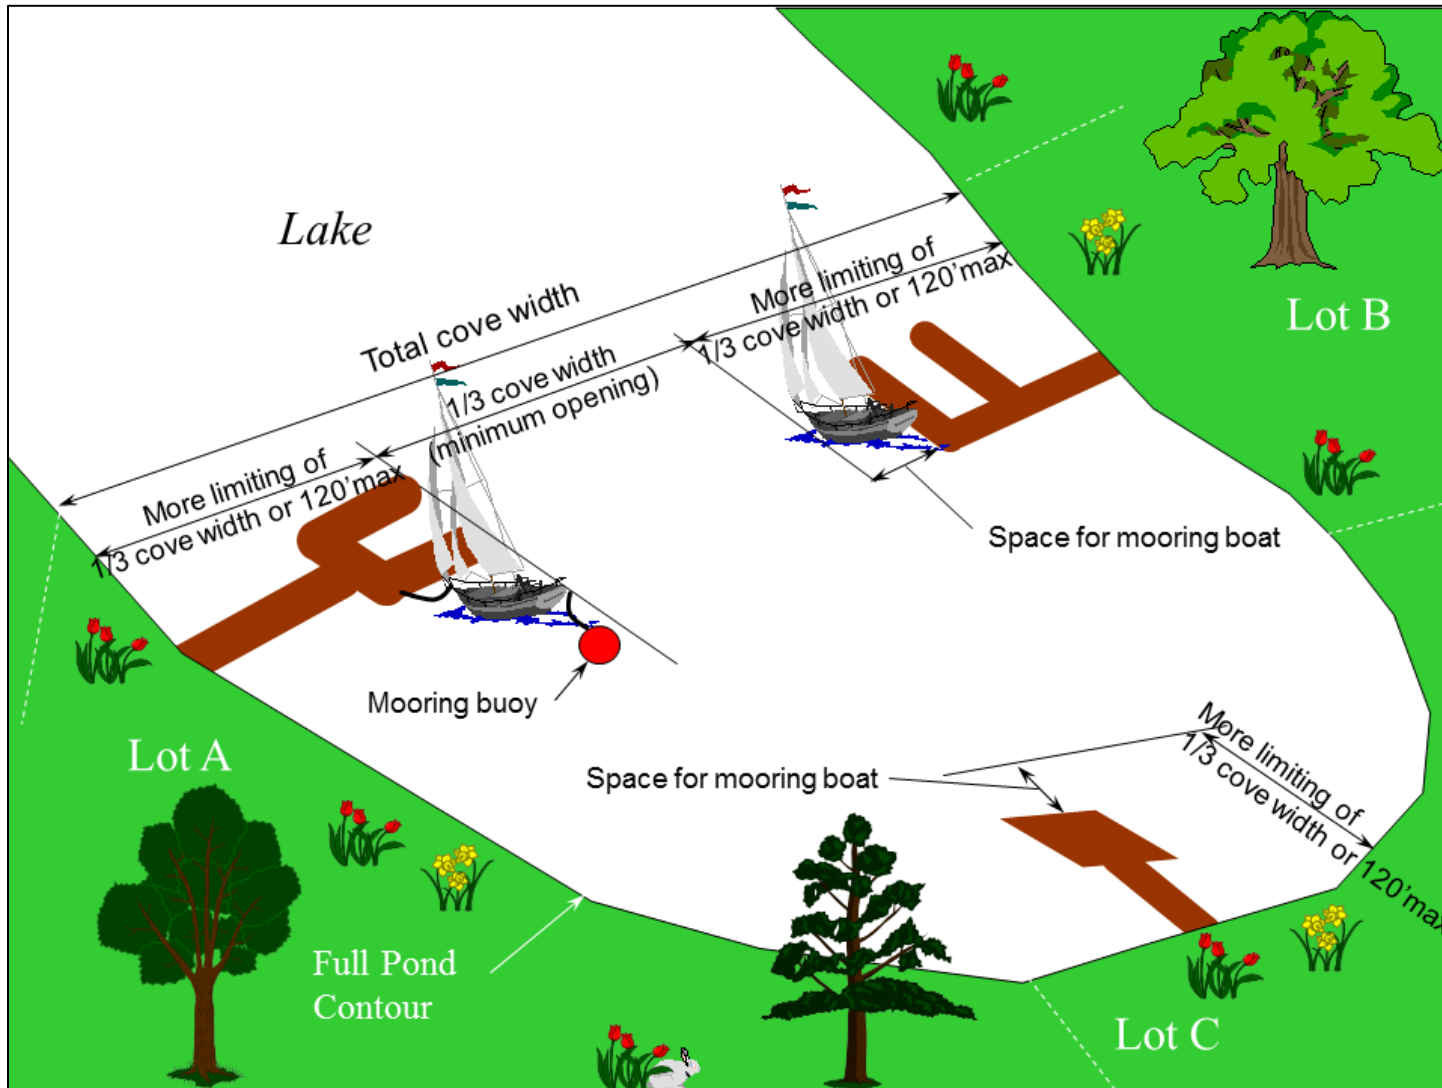 Lake
Total cove width
More limiting of
1/3 cove width or 120'max
Lot B
1/3 cove width
(minimum opening)
More limiting of
1/3 cove width or 120'max
Space for mooring boat
Mooring buoy
Lot A
Space for mooring boat
More limiting of
1/3 cove width or 120'max
Full Pond
Contour
Lot C